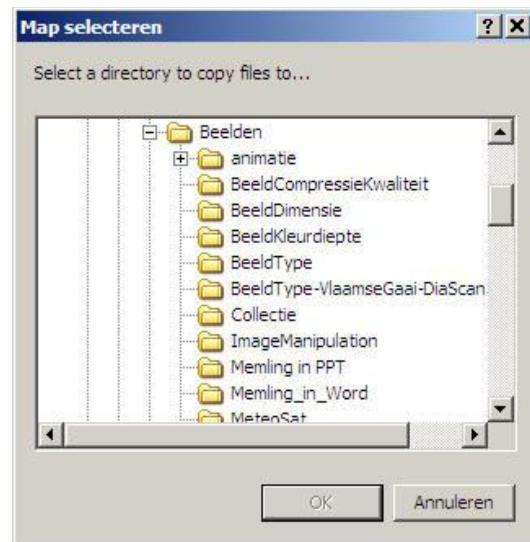 Map selecteren
Select a directory to copy files to...
Beelden
animatie
BeeldCompressieKwaliteit
BeeldDimensie
BeeldKleurdiepte
BeeldType
BeeldType-VlaamseGaai-DiaScan
Collectie
ImageManipulation
Memling in PPT
Memling_in_Word
MeteoSat
OK
Annuleren